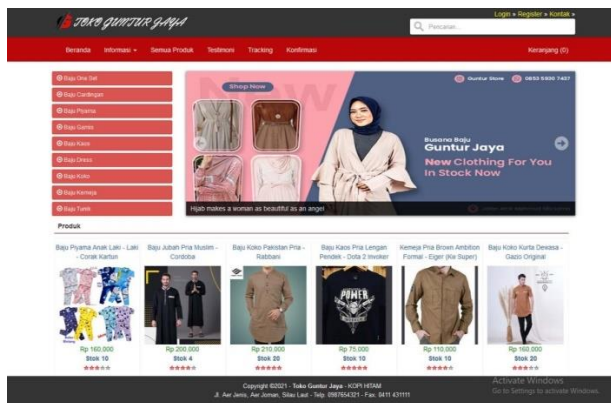 TOKO GUNTUR JAYA
Login » Register » Kontak »
Pencarian...
Beranda Informasi Semua Produk Testimoni Tracking Konfirmasi Keranjang (0)
Baju One Set
Baju Cardingan
Baju Piyama
Baju Gamis
Baju Kaos
Baju Dress
Baju Koko
Baju Kemeja
Baju Tunik
New
Shop Now
Guntur Store 0853 5930 7437
Busana Baju
Guntur Jaya
New Clothing For You
In Stock Now
Hijab makes a woman as beautiful as an angel
Produk
Baju Piyama Anak Laki - Laki
- Corak Kartun
Baju Jubah Pria Muslim -
Cordoba
Baju Koko Pakistan Pria -
Rabbani
Baju Kaos Pria Lengan
Pendek - Dota 2 Invoker
Kemeja Pria Brown Ambition
Formal - Eiger (Ke Super)
Baju Koko Kurta Dewasa -
Gazio Original
POWER
Rp 160,000
Stok 10
Rp 200,000
Stok 4
Rp 210,000
Stok 20
Rp 75,000
Stok 10
Rp 110,000
Stok 10
Rp 160,000
Stok 20
Copyright ©2021 - Toko Guntur Jaya - KOPI HITAM
Jl. Aer Jenis, Aer Joman, Silau Laut - Telp. 0987654321 - Fax. 0411 431111
Activate Windows
Go to Settings to activate Windows.